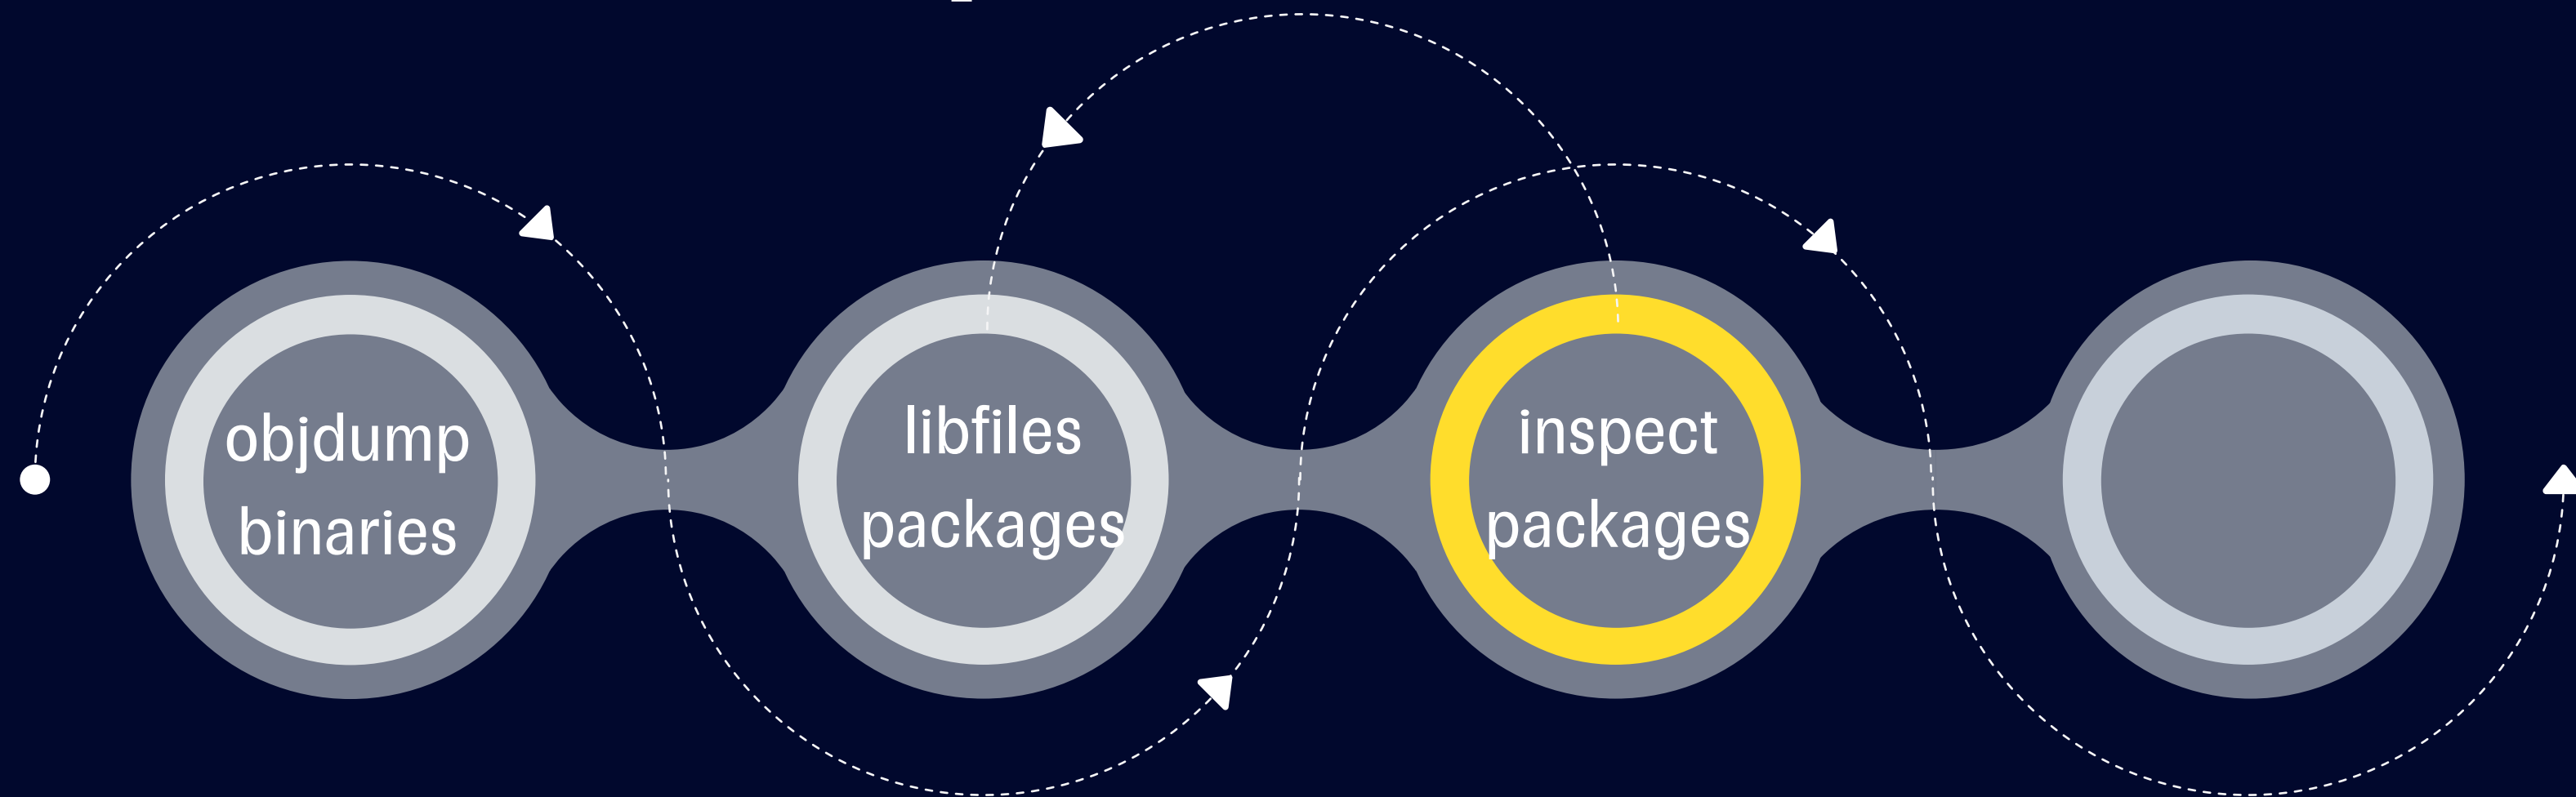 objdump
binaries
libfiles
packages
inspect
packages